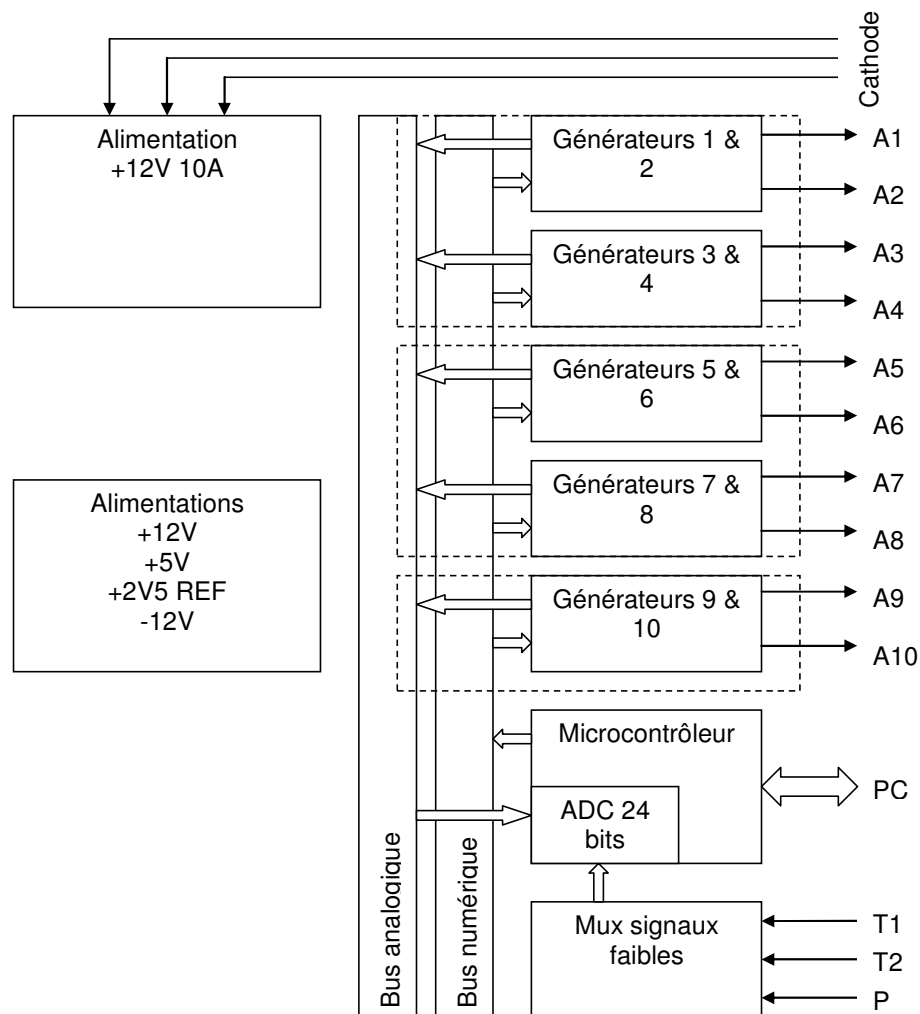 Cathode
Alimentation
+12V 10A
Générateurs 1 &
2
A1
A2
Générateurs 3 &
4
A3
A4
Générateurs 5 &
6
A5
A6
Alimentations
+12V
+5V
+2V5 REF
-12V
Générateurs 7 &
8
A7
A8
Générateurs 9 &
10
A9
A10
Microcontrôleur
PC
ADC 24
bits
Bus analogique
Bus numérique
Mux signaux
faibles
T1
T2
P